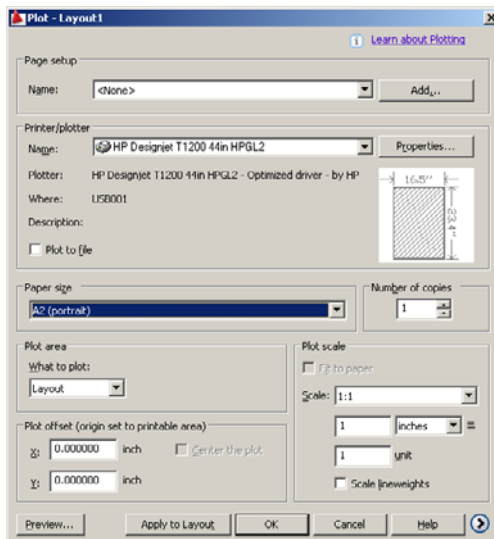 Plot - Layout1
Learn about Plotting
Page setup
Name: <None> Add...
Printer/plotter
Name: HP Designjet T1200 44in HPGL2 Properties...
Plotter: HP Designjet T1200 44in HPGL2 - Optimized driver - by HP
Where: USB001
Description:
Plot to file
16.5''
23.4''
Paper size
A2 (portrait)
Number of copies
1
Plot area
What to plot:
Layout
Plot offset (origin set to printable area)
X: 0.000000 inch Center the plot
Y: 0.000000 inch
Plot scale
Fit to paper
Scale: 1:1
1 inches =
1 unit
Scale lineweights
Preview... Apply to Layout OK Cancel Help